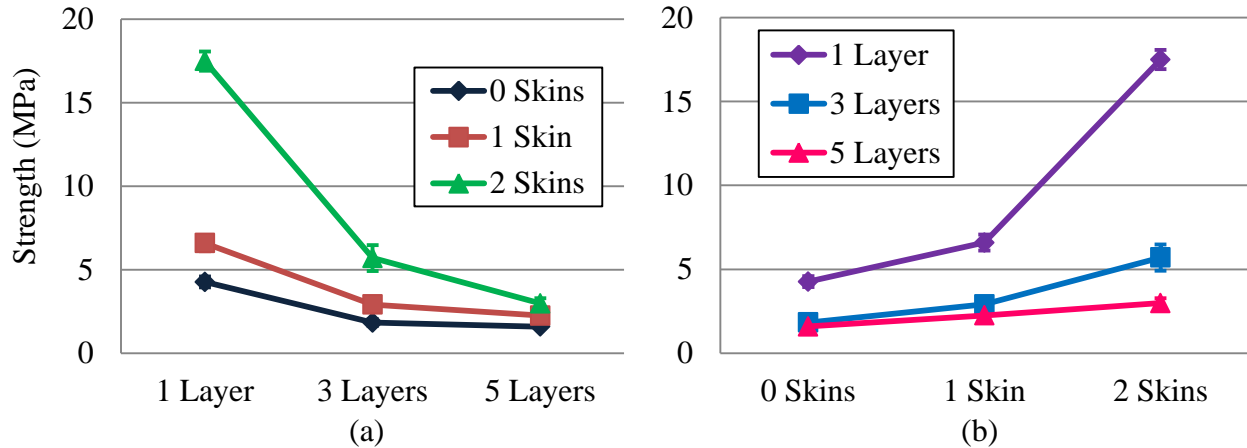 Strength (MPa)
20
15
10
5
0
0 Skins
1 Skin
2 Skins
1 Layer
3 Layers
5 Layers
(a)
20
15
10
5
0
1 Layer
3 Layers
5 Layers
0 Skins
1 Skin
2 Skins
(b)